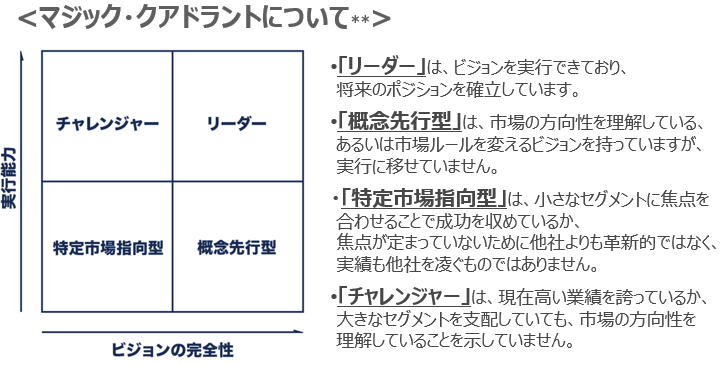 <マジック・クアドラントについて**>
実行能力
チャレンジャー
リーダー
特定市場指向型
概念先行型
ビジョンの完全性
・「リーダー」は、ビジョンを実行できており、
将来のポジションを確立しています。
・「概念先行型」は、市場の方向性を理解している、
あるいは市場ルールを変えるビジョンを持っていますが、
実行に移せていません。
・「特定市場指向型」は、小さなセグメントに焦点を
合わせることで成功を収めているか、
焦点が定まっていないために他社よりも革新的ではなく、
実績も他社を凌ぐものではありません。
・「チャレンジャー」は、現在高い業績を誇っているか、
大きなセグメントを支配していても、市場の方向性を
理解していることを示していません。